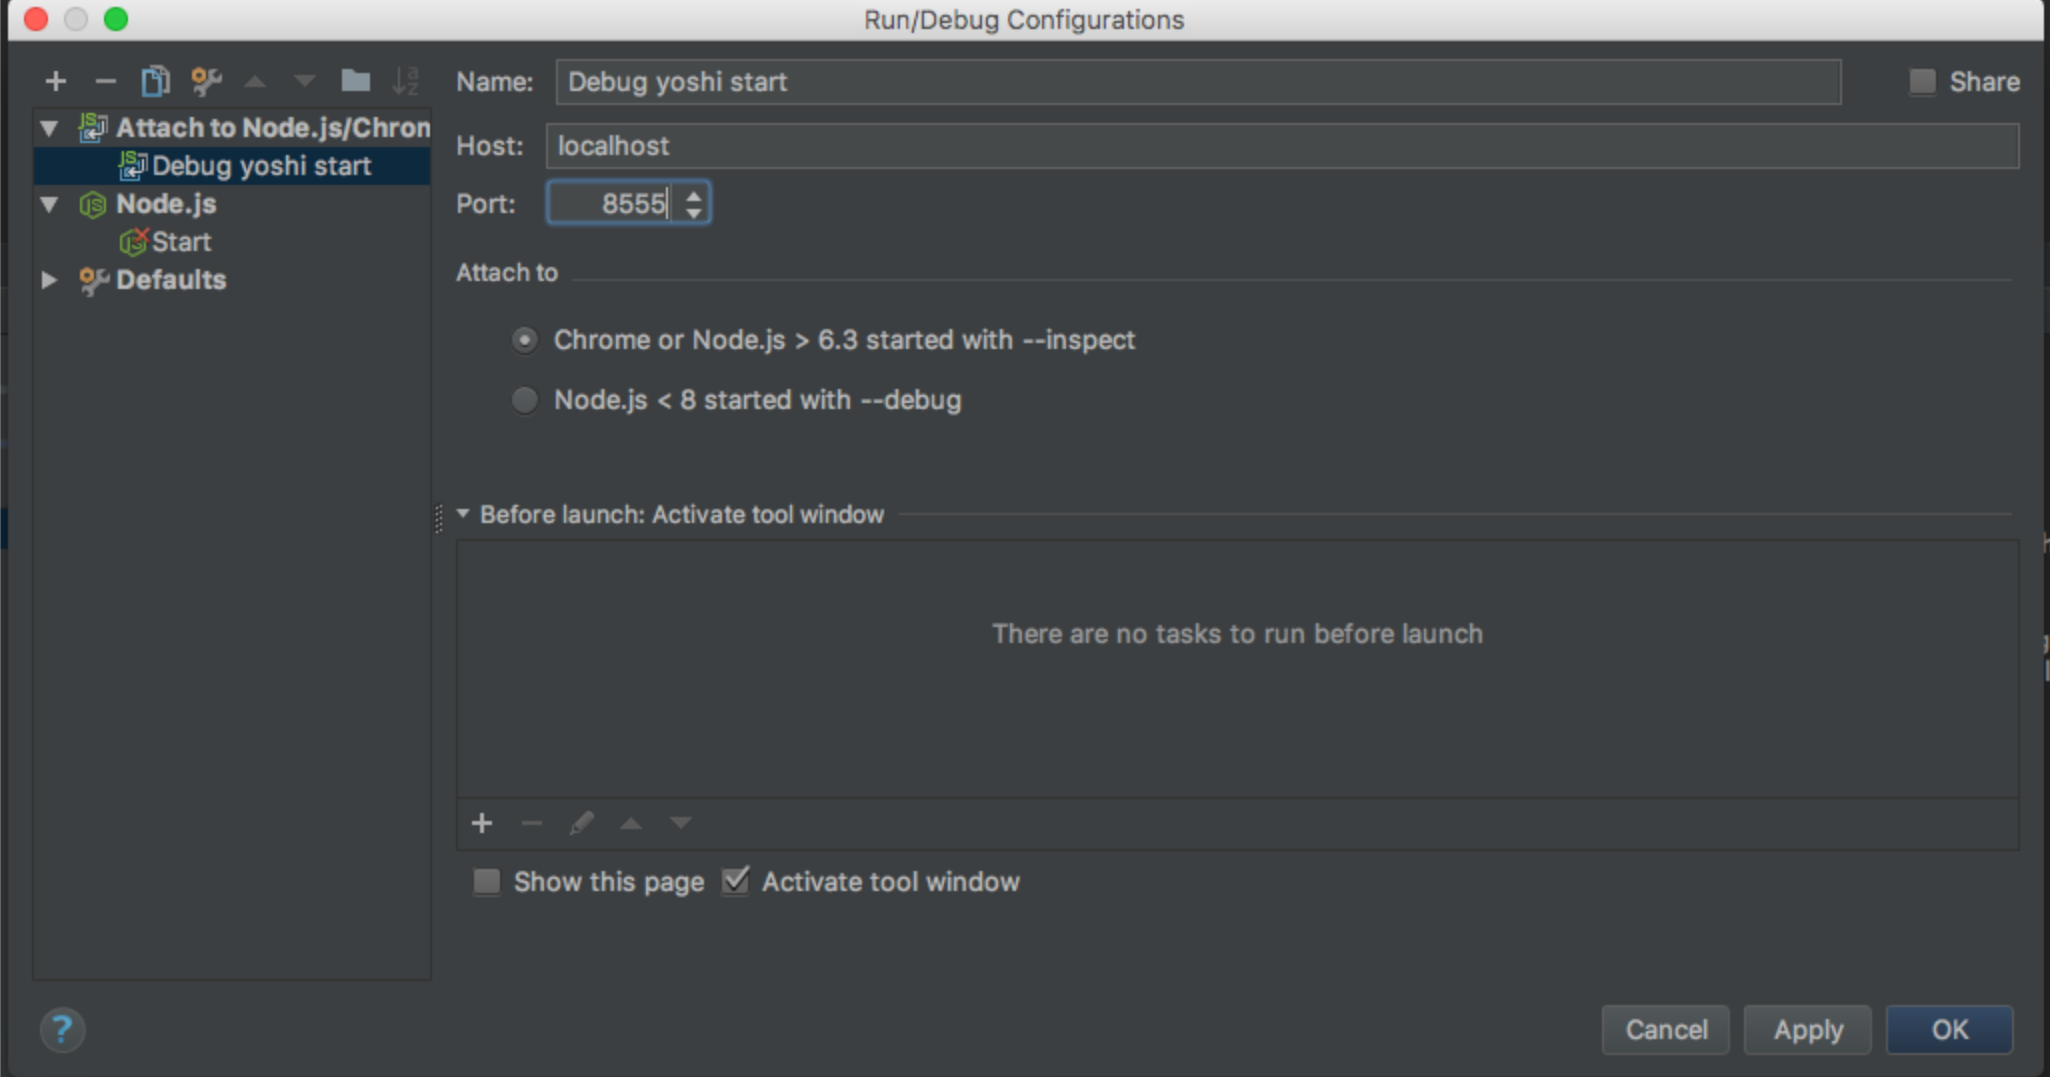 Run/Debug Configurations
Name: Debug yoshi start Share
Attach to Node.js/Chrom
Host: localhost
Debug yoshi start
Port: 8555
Node.js
Start
Attach to
Defaults
Chrome or Node.js > 6.3 started with --inspect
Node.js < 8 started with --debug
Before launch: Activate tool window
There are no tasks to run before launch
Show this page Activate tool window
? Cancel Apply OK